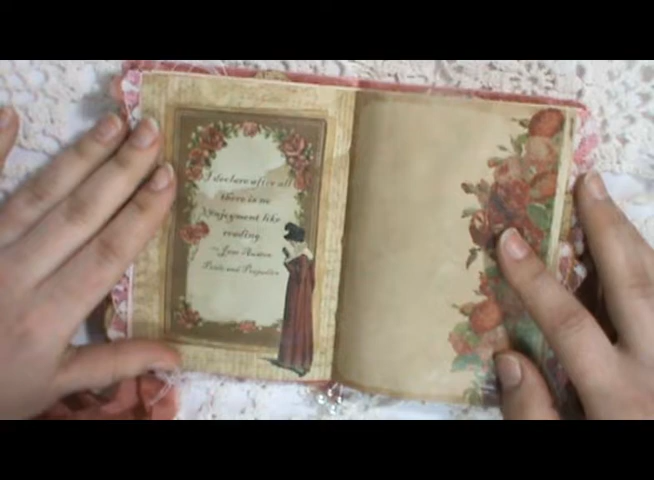 I declare after all
there is no
enjoyment like
reading.
~ Jane Austen
Pride and Prejudice